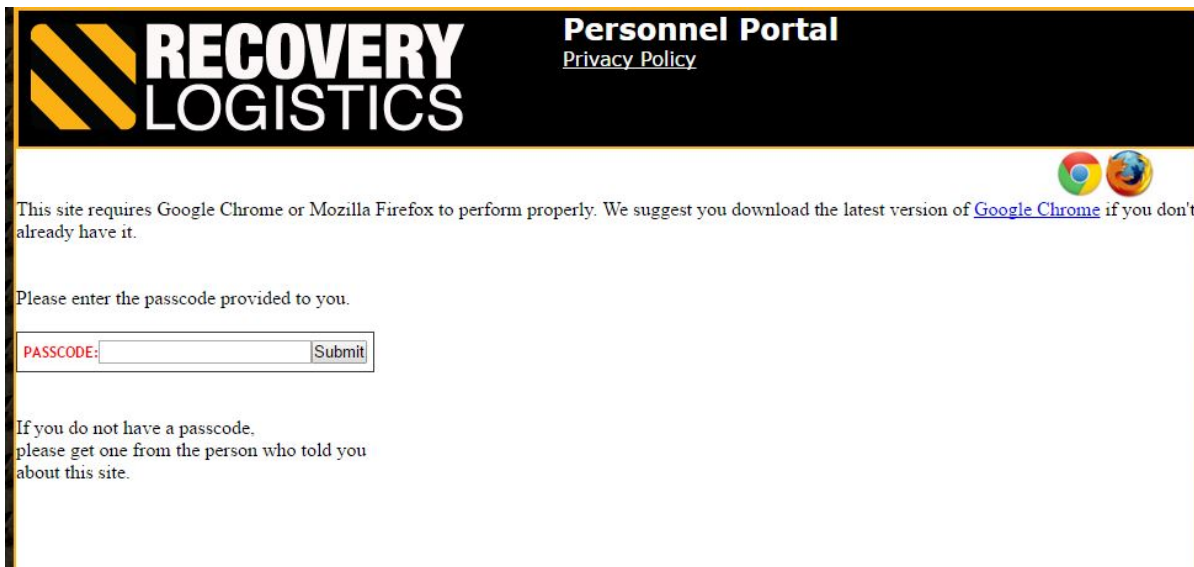 RECOVERY
LOGISTICS
Personnel Portal
Privacy Policy
This site requires Google Chrome or Mozilla Firefox to perform properly. We suggest you download the latest version of Google Chrome if you don't
already have it.
Please enter the passcode provided to you.
PASSCODE: Submit
If you do not have a passcode,
please get one from the person who told you
about this site.